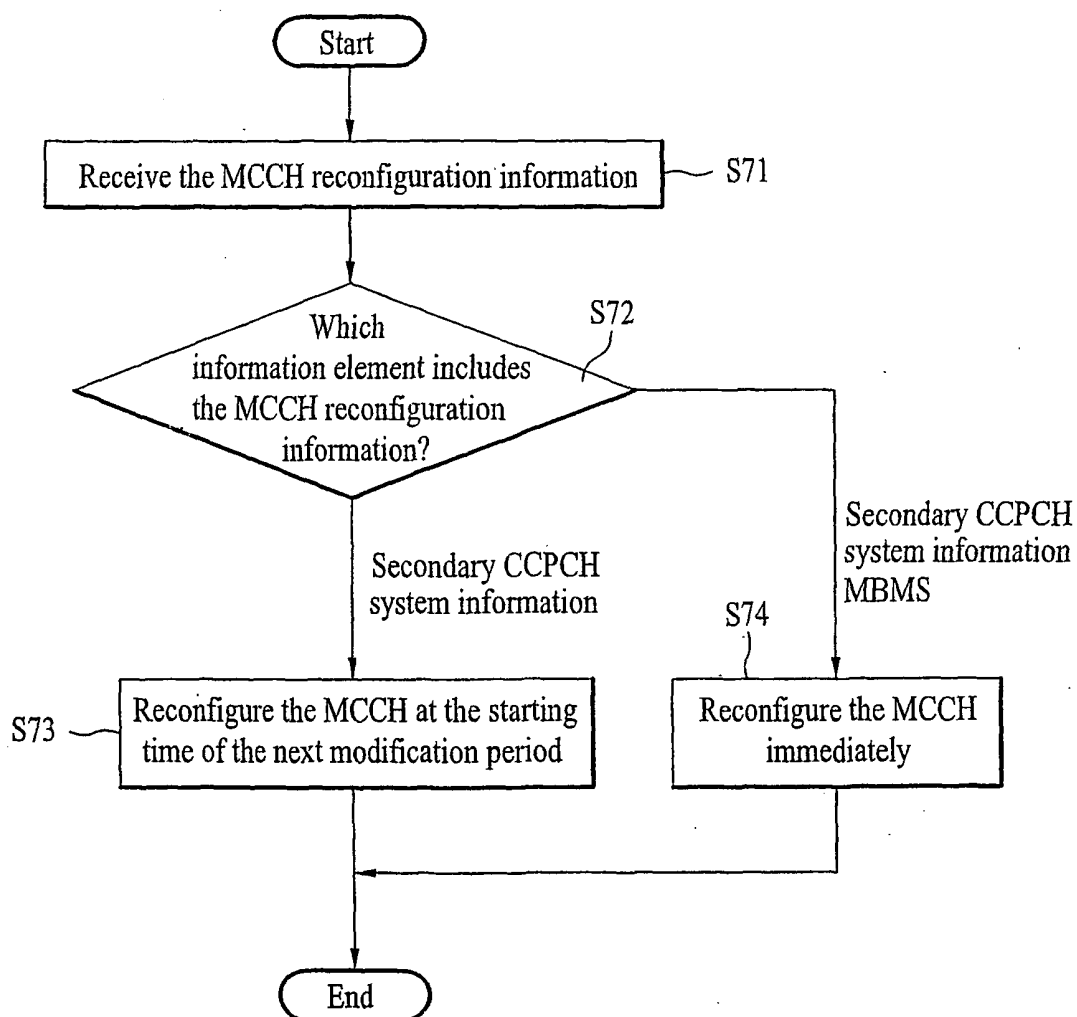 Start
Receive the MCCH reconfiguration information
S71
Which
information element includes
the MCCH reconfiguration
information?
S72
Secondary CCPCH
system information
Secondary CCPCH
system information
MBMS
S73
Reconfigure the MCCH at the starting
time of the next modification period
S74
Reconfigure the MCCH
immediately
End